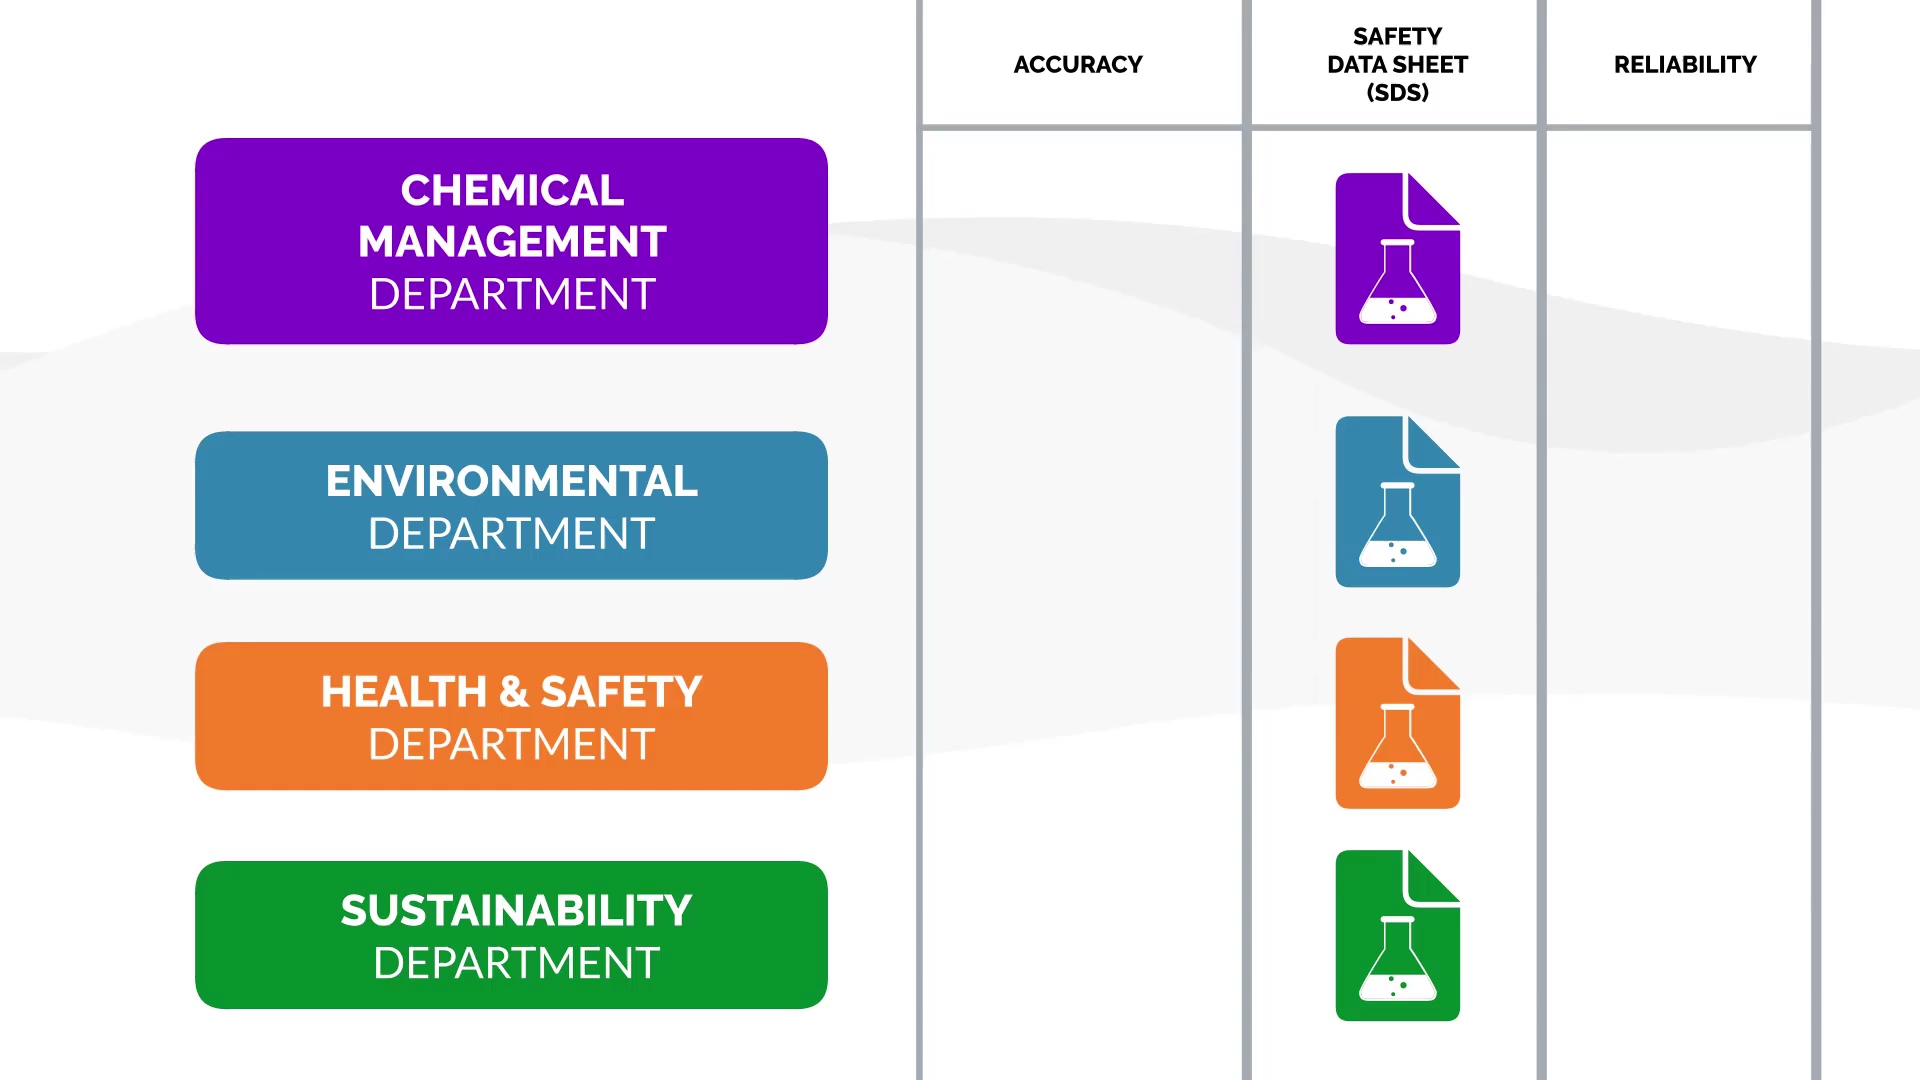 ACCURACY
SAFETY
DATA SHEET
(SDS)
RELIABILITY
CHEMICAL
MANAGEMENT
DEPARTMENT
ENVIRONMENTAL
DEPARTMENT
HEALTH & SAFETY
DEPARTMENT
SUSTAINABILITY
DEPARTMENT